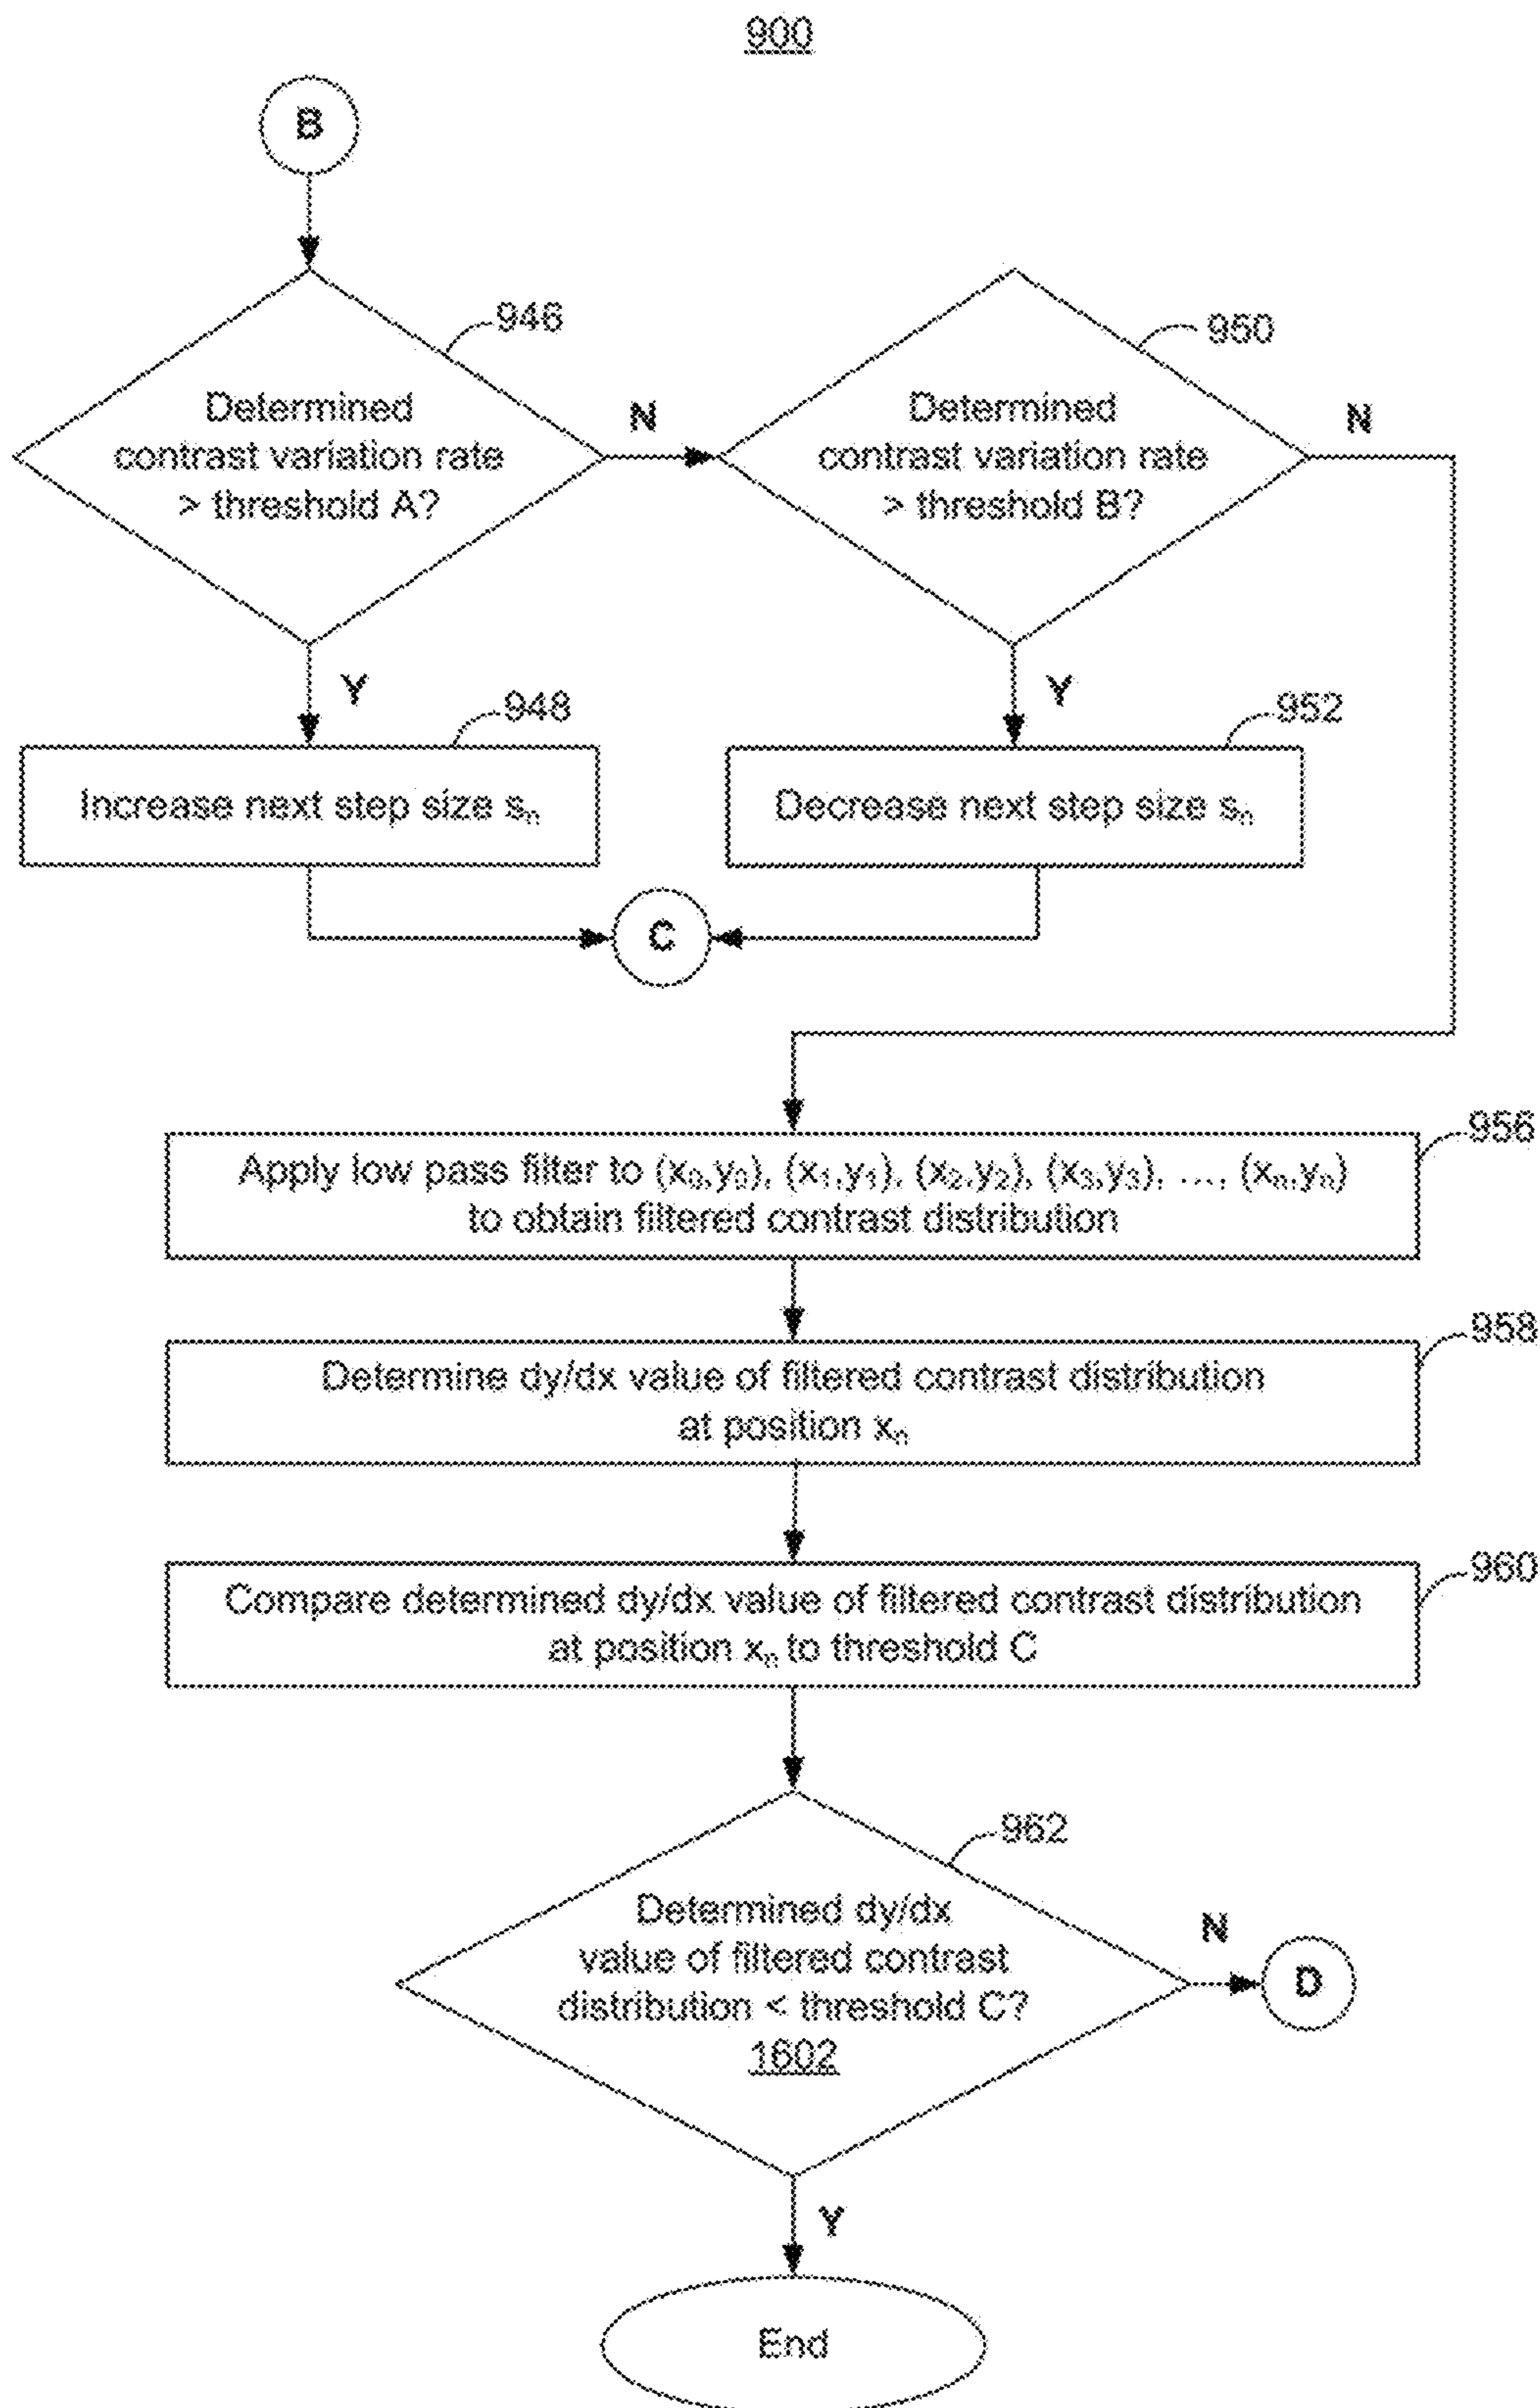 900
B
946
Determined
contrast variation rate
> threshold A?
N
950
Determined
contrast variation rate
> threshold B?
N
Y
948
Increase next step size sₙ
Y
952
Decrease next step size sₙ
C
956
Apply low pass filter to (x₀,y₀), (x₁,y₁), (x₂,y₂), (x₃,y₃), …, (xₙ,yₙ)
to obtain filtered contrast distribution
958
Determine dy/dx value of filtered contrast distribution
at position xₙ
960
Compare determined dy/dx value of filtered contrast distribution
at position xₙ to threshold C
962
Determined dy/dx
value of filtered contrast
distribution < threshold C?
1602
N
D
Y
End